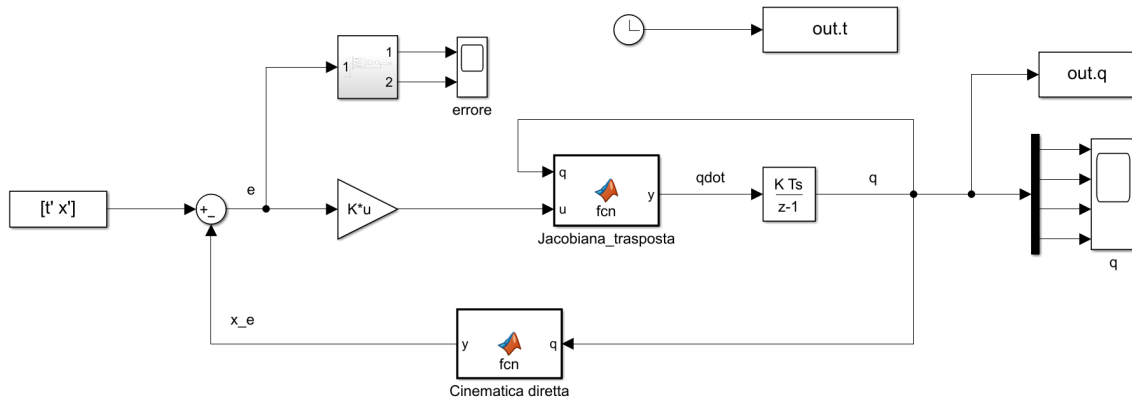 out.t
out.q
1
1
2
errore
[t' x']
+
_
e
K*u
q
u
fcn
y
Jacobiana_trasposta
qdot
K Ts
z-1
q
q
x_e
y
fcn
q
Cinematica diretta